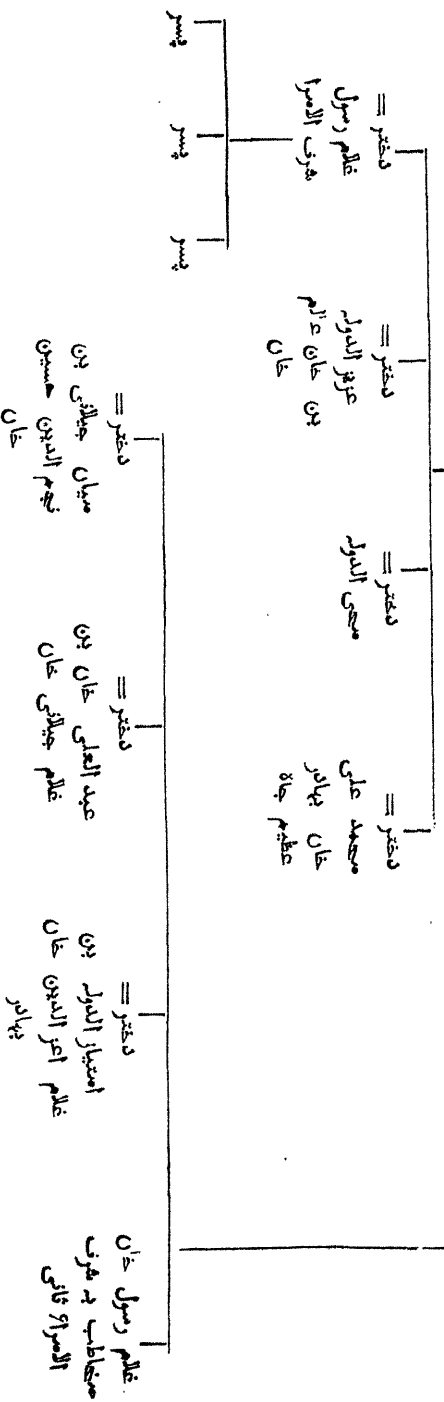 دختر =
محمد علی
خان بهادر
عظیم جاه
دختر =
محی الدوله
دختر =
عزیز الدوله
بن خان عالم
خان
دختر =
غلام رسول
شرف الامرا
پسر
پسر
پسر
غلام رسول خان
مخاطب به شرف
الامراء ثانی
دختر =
امتیاز الدوله بن
غلام اعز الدین خان
بهادر
دختر =
عبد العلی خان بن
غلام جیلانی خان
دختر =
میان جیلانی بن
نجم الدین حسین
خان